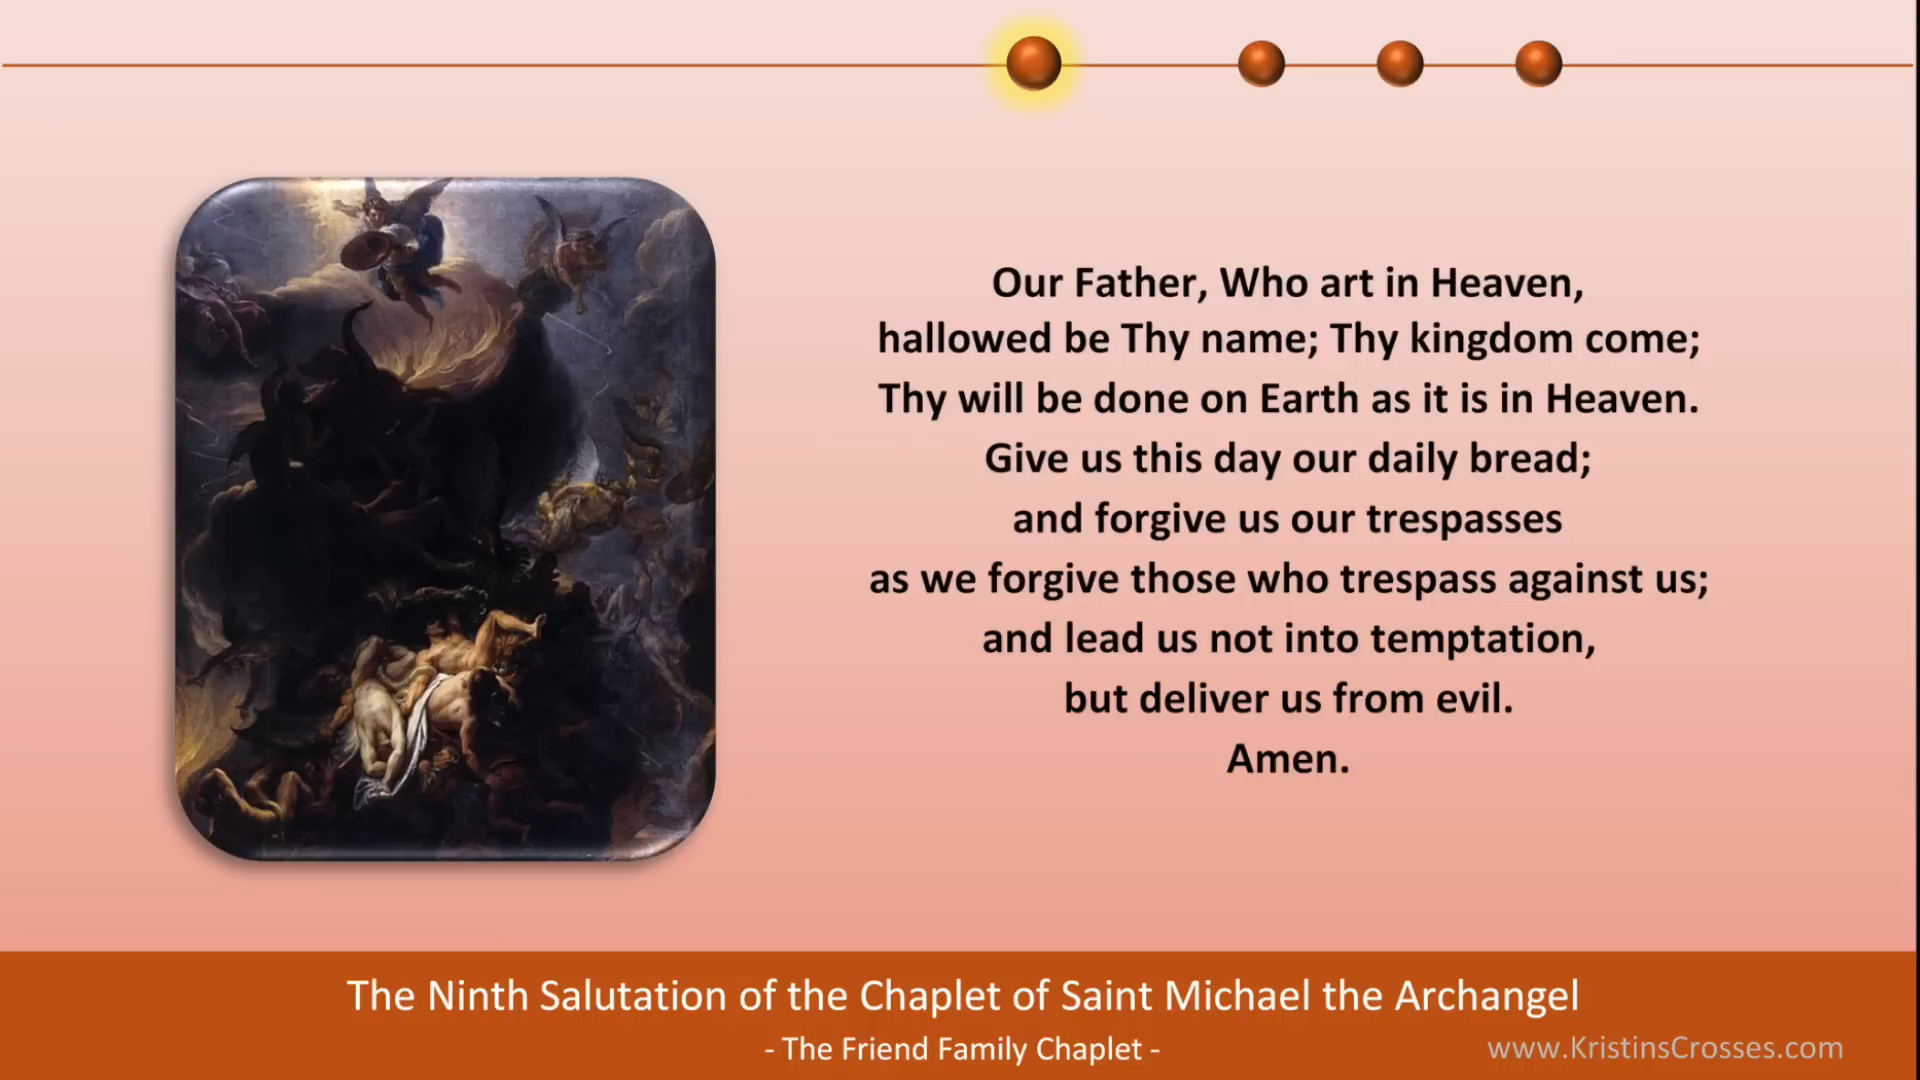 Our Father, Who art in Heaven,
hallowed be Thy name; Thy kingdom come;
Thy will be done on Earth as it is in Heaven.
Give us this day our daily bread;
and forgive us our trespasses
as we forgive those who trespass against us;
and lead us not into temptation,
but deliver us from evil.
Amen.
The Ninth Salutation of the Chaplet of Saint Michael the Archangel
- The Friend Family Chaplet -
www.KristinsCrosses.com